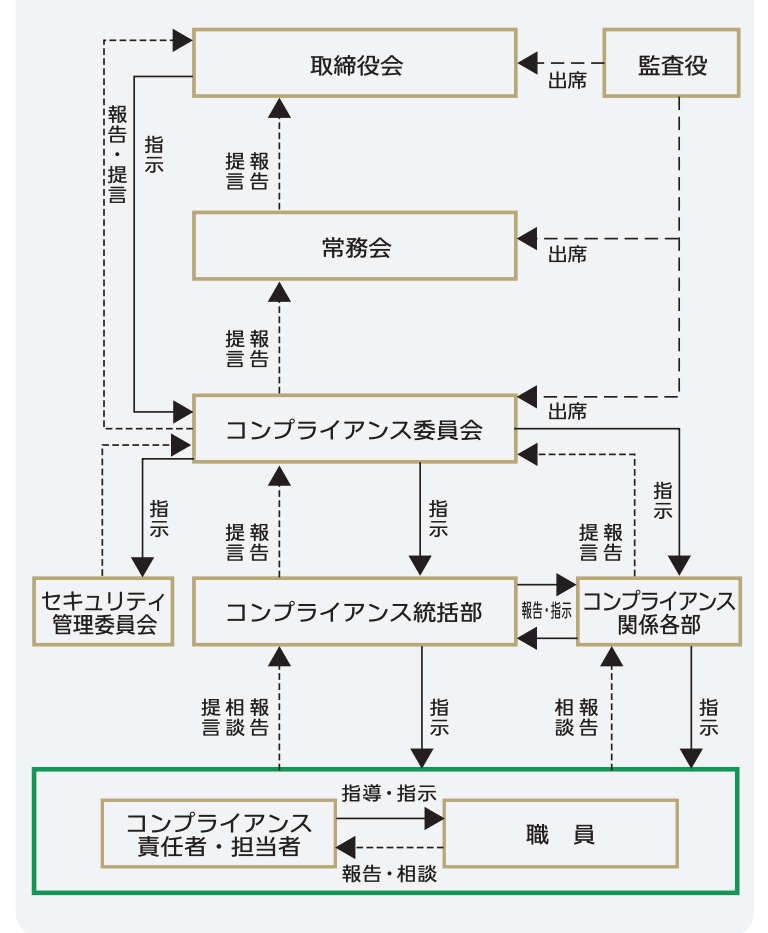 取締役会
監査役
出席
報告・提言
指示
報告
提言
常務会
出席
報告
提言
コンプライアンス委員会
出席
指示
報告
提言
指示
報告
提言
指示
セキュリティ
管理委員会
コンプライアンス統括部
報告・指示
コンプライアンス
関係各部
報告
相談
提言
指示
報告
相談
指示
指導・指示
コンプライアンス
責任者・担当者
職　員
報告・相談